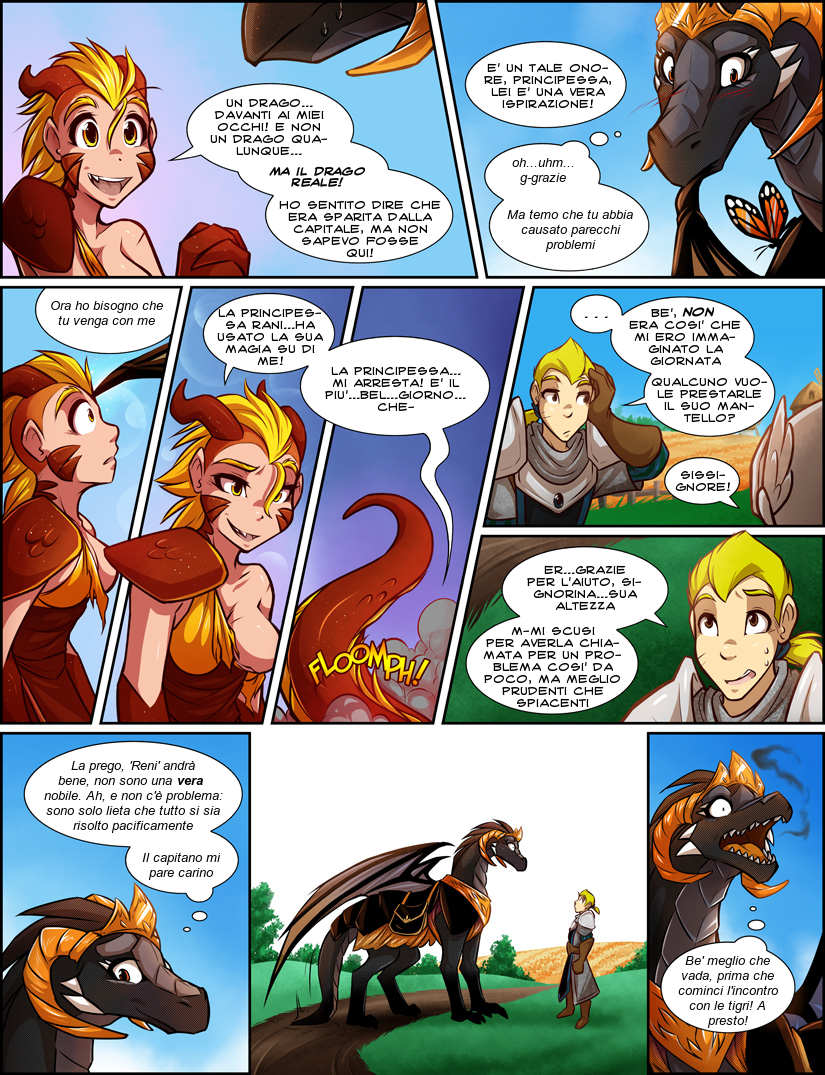 UN DRAGO...
DAVANTI AI MIEI
OCCHI! E NON
UN DRAGO QUA-
LUNQUE...
MA IL DRAGO
REALE!
HO SENTITO DIRE CHE
ERA SPARITA DALLA
CAPITALE, MA NON
SAPEVO FOSSE
QUI!
E' UN TALE ONO-
RE, PRINCIPESSA,
LEI E' UNA VERA
ISPIRAZIONE!
oh...uhm...
g-grazie
Ma temo che tu abbia
causato parecchi
problemi
Ora ho bisogno che
tu venga con me
LA PRINCIPES-
SA RANI...HA
USATO LA SUA
MAGIA SU DI
ME!
LA PRINCIPESSA...
MI ARRESTA! E' IL
PIU'...BEL...GIORNO...
CHE-
FLOOMPH!
. . .
BE', NON
ERA COSI' CHE
MI ERO IMMA-
GINATO LA
GIORNATA
QUALCUNO VUO-
LE PRESTARLE
IL SUO MAN-
TELLO?
SISSI-
GNORE!
ER...GRAZIE
PER L'AIUTO, SI-
GNORINA...SUA
ALTEZZA
M-MI SCUSI
PER AVERLA CHIA-
MATA PER UN PRO-
BLEMA COSI' DA
POCO, MA MEGLIO
PRUDENTI CHE
SPIACENTI
La prego, 'Reni' andrà
bene, non sono una vera
nobile. Ah, e non c'è problema:
sono solo lieta che tutto si sia
risolto pacificamente
Il capitano mi
pare carino
Be' meglio che
vada, prima che
cominci l'incontro
con le tigri! A
presto!